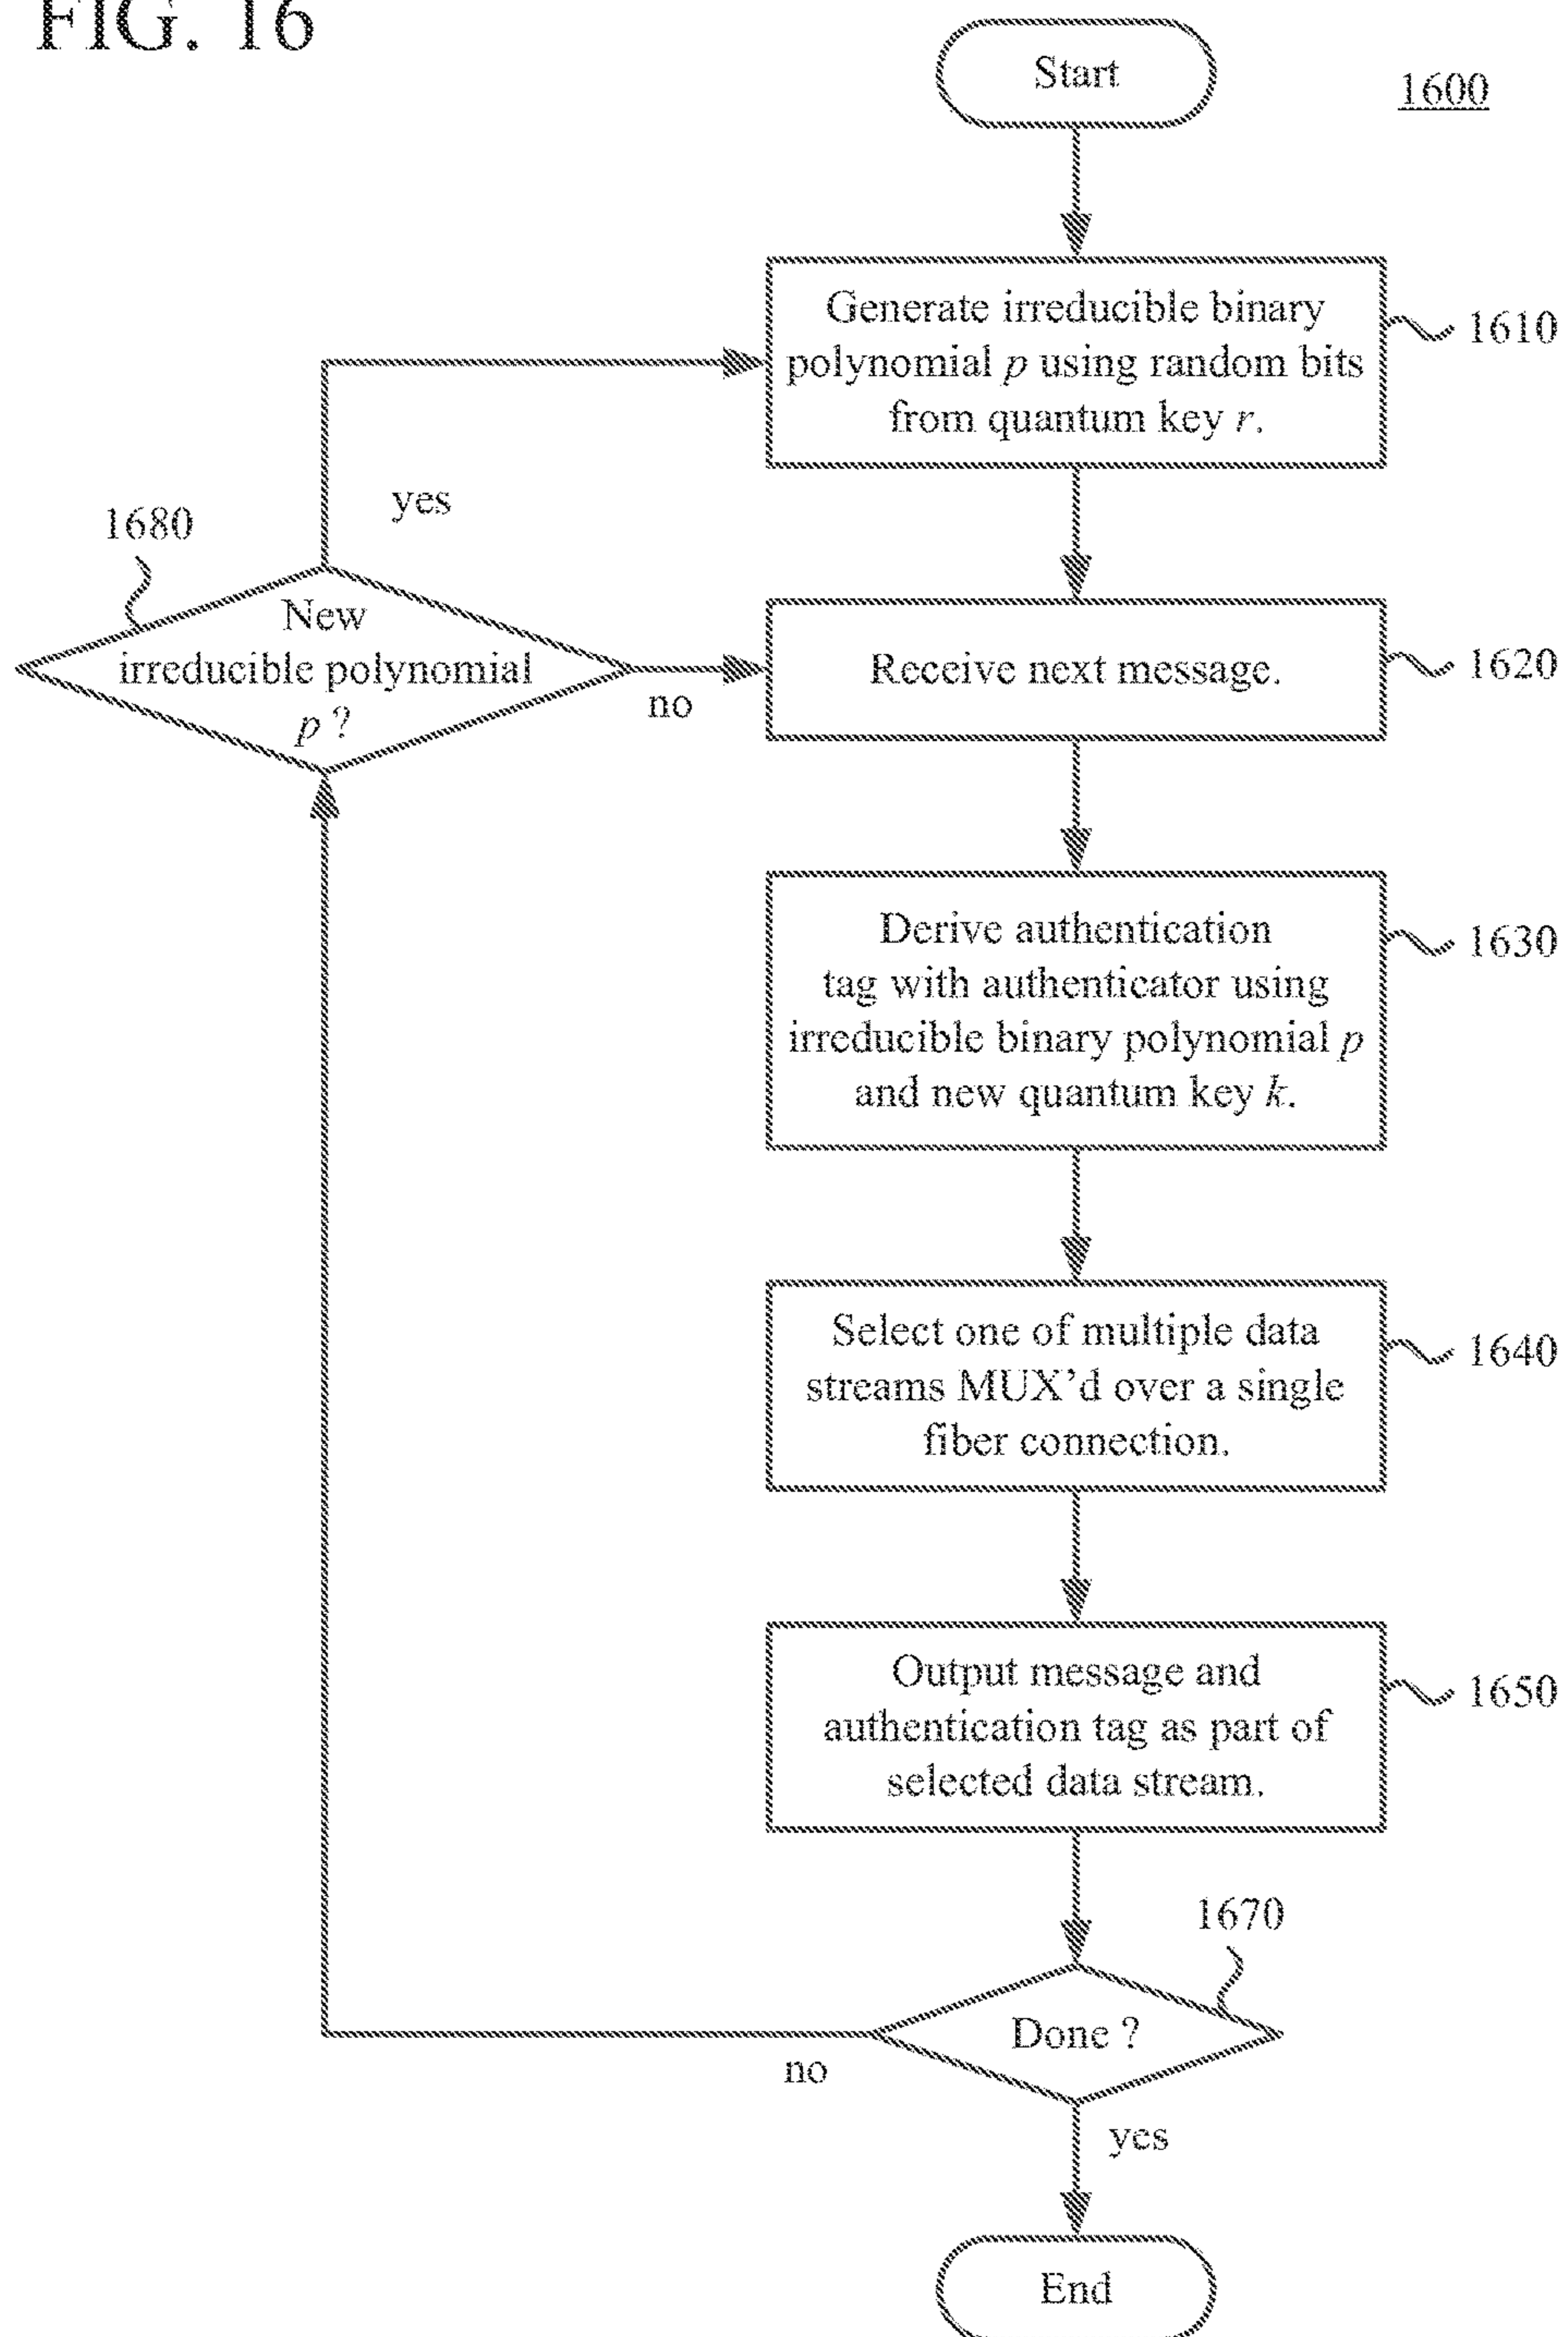 FIG. 16
Start
1600
Generate irreducible binary
polynomial p using random bits
from quantum key r.
1610
yes
1680
New
irreducible polynomial
p ?
no
Receive next message.
1620
Derive authentication
tag with authenticator using
irreducible binary polynomial p
and new quantum key k.
1630
Select one of multiple data
streams MUX'd over a single
fiber connection.
1640
Output message and
authentication tag as part of
selected data stream.
1650
1670
Done ?
no
yes
End